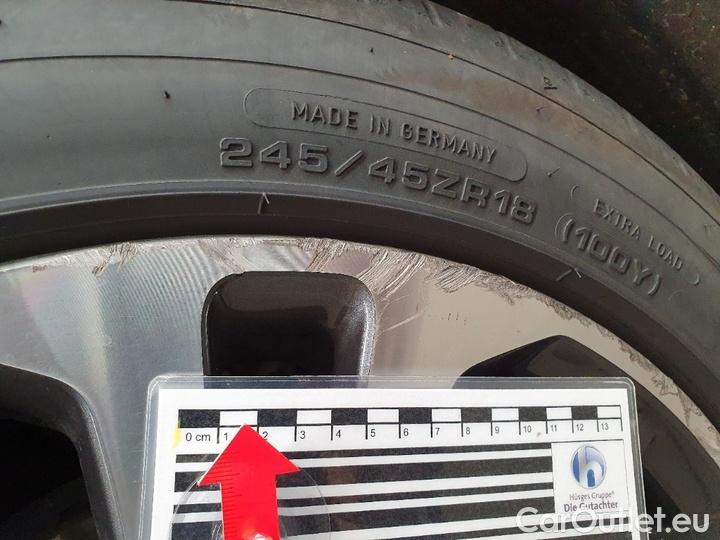 MADE IN GERMANY
245/45ZR18
(100Y)
EXTRA LOAD
0 cm 1 2 3 4 5 6 7 8 9 10 11 12 13
h
Hüsges Gruppe®
Die Gutachter
CarOutlet.eu